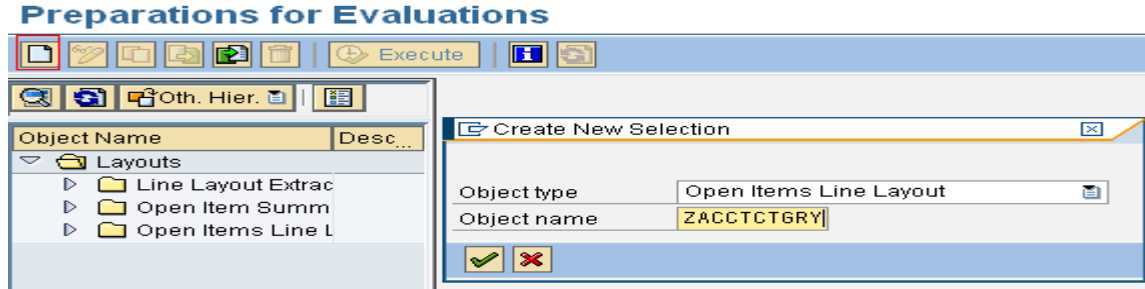 Preparations for Evaluations
Execute
Oth. Hier.
Object Name Desc...
Layouts
Line Layout Extrac
Open Item Summ
Open Items Line L
Create New Selection
Object type Open Items Line Layout
Object name ZACCTCTGRY